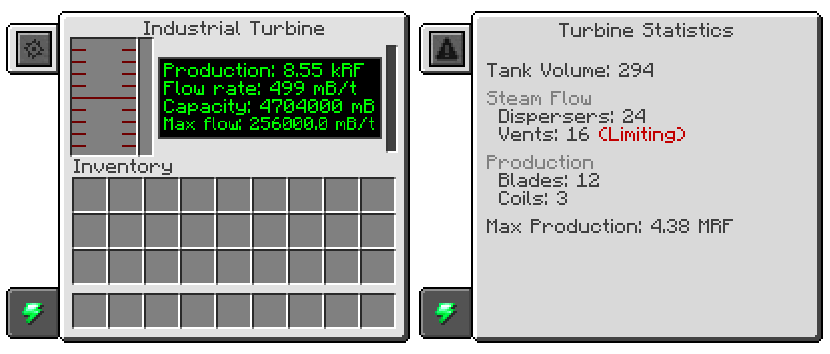 Industrial Turbine
Production: 8.55 kRF
Flow rate: 499 mB/t
Capacity: 4704000 mB
Max flow: 256000.0 mB/t
Inventory
Turbine Statistics
Tank Volume: 294
Steam Flow
Dispersers: 24
Vents: 16 (Limiting)
Production
Blades: 12
Coils: 3
Max Production: 4.38 MRF